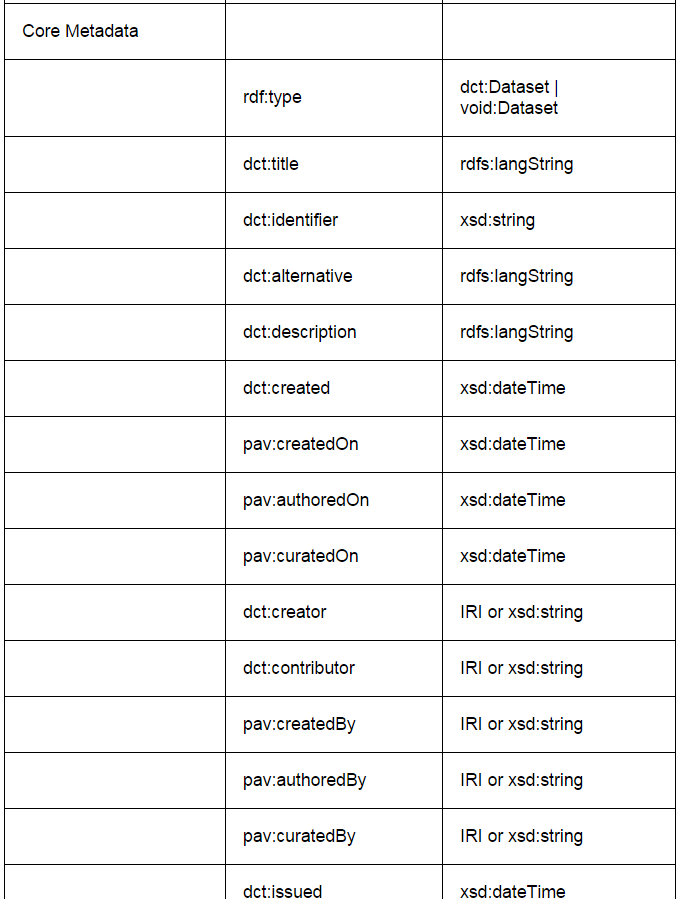 Core Metadata
rdf:type
dct:Dataset |
void:Dataset
dct:title
rdfs:langString
dct:identifier
xsd:string
dct:alternative
rdfs:langString
dct:description
rdfs:langString
dct:created
xsd:dateTime
pav:createdOn
xsd:dateTime
pav:authoredOn
xsd:dateTime
pav:curatedOn
xsd:dateTime
dct:creator
IRI or xsd:string
dct:contributor
IRI or xsd:string
pav:createdBy
IRI or xsd:string
pav:authoredBy
IRI or xsd:string
pav:curatedBy
IRI or xsd:string
dct:issued
xsd:dateTime